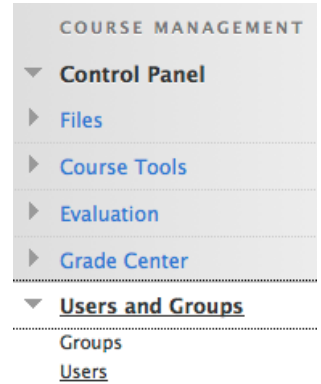 COURSE MANAGEMENT
Control Panel
Files
Course Tools
Evaluation
Grade Center
Users and Groups
Groups
Users